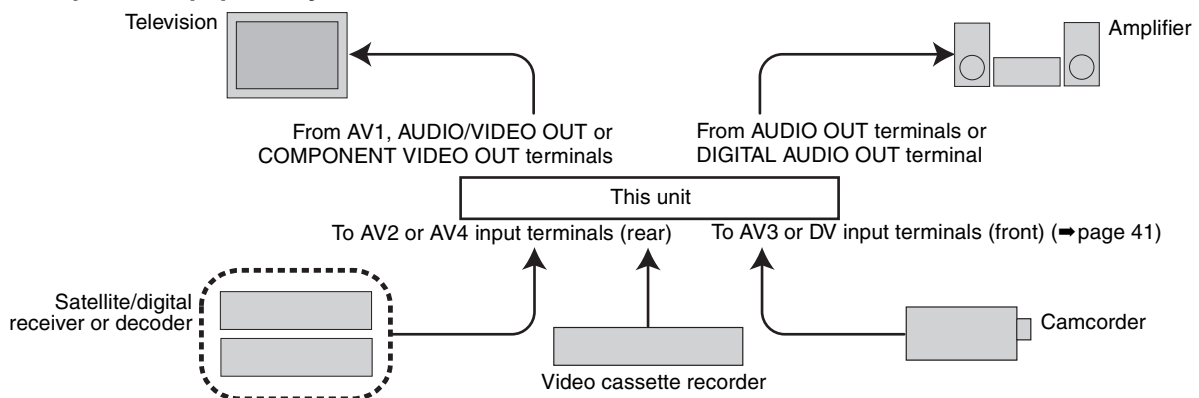 Television
Amplifier
From AV1, AUDIO/VIDEO OUT or
COMPONENT VIDEO OUT terminals
From AUDIO OUT terminals or
DIGITAL AUDIO OUT terminal
This unit
To AV2 or AV4 input terminals (rear)
To AV3 or DV input terminals (front) (➡page 41)
Satellite/digital
receiver or decoder
Video cassette recorder
Camcorder